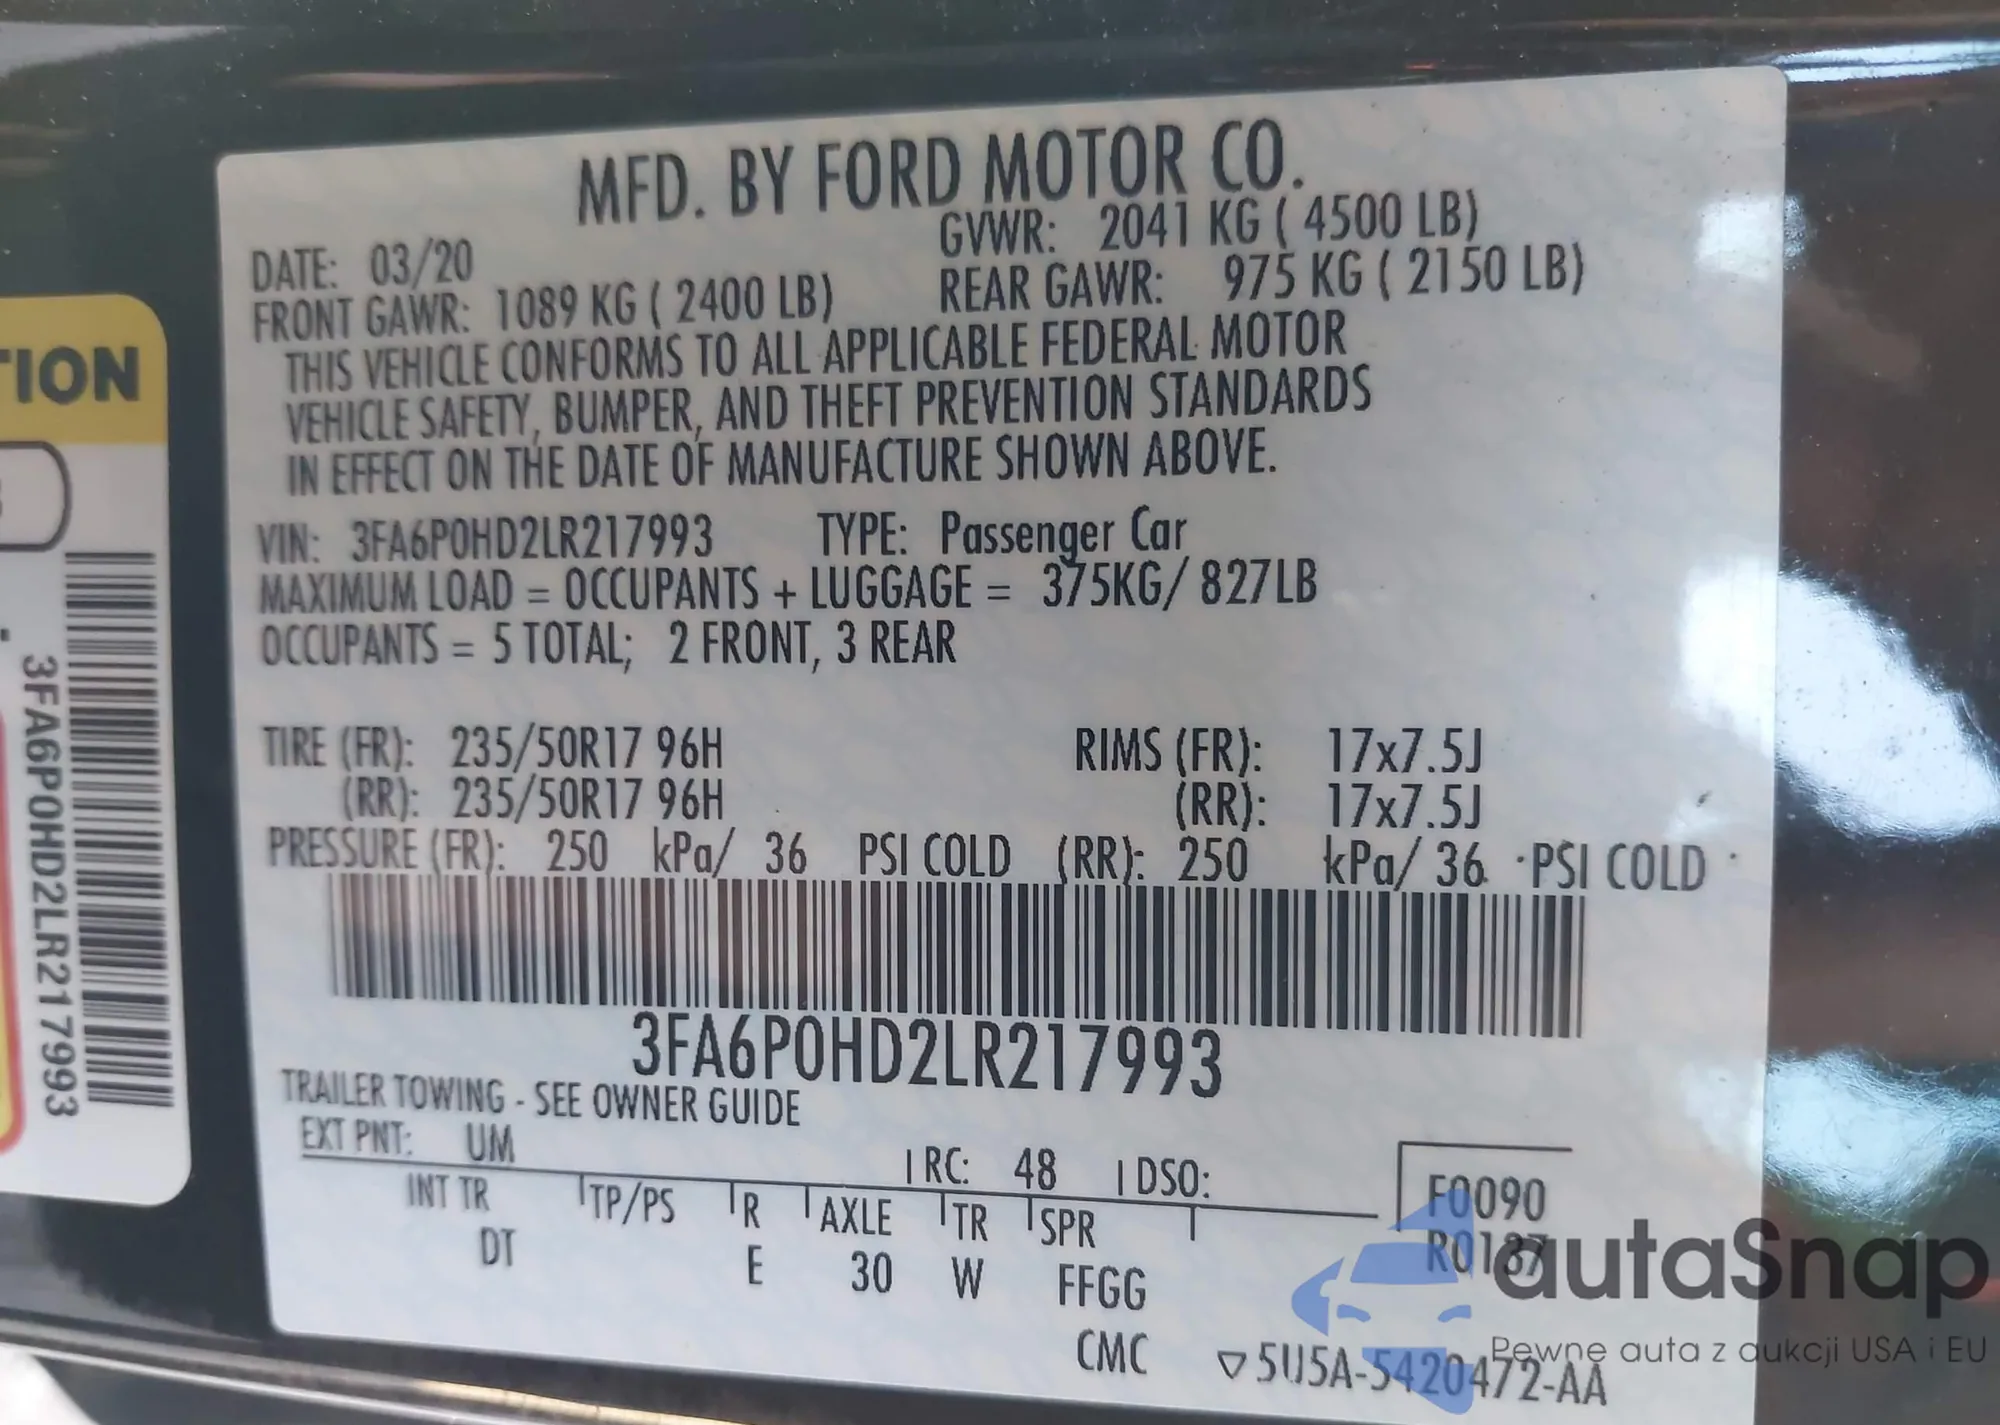 MFD. BY FORD MOTOR CO.
DATE: 03/20 GVWR: 2041 KG ( 4500 LB)
FRONT GAWR: 1089 KG ( 2400 LB) REAR GAWR: 975 KG ( 2150 LB)
THIS VEHICLE CONFORMS TO ALL APPLICABLE FEDERAL MOTOR
VEHICLE SAFETY, BUMPER, AND THEFT PREVENTION STANDARDS
IN EFFECT ON THE DATE OF MANUFACTURE SHOWN ABOVE.
VIN: 3FA6P0HD2LR217993 TYPE: Passenger Car
MAXIMUM LOAD = OCCUPANTS + LUGGAGE = 375KG/ 827LB
OCCUPANTS = 5 TOTAL; 2 FRONT, 3 REAR
TIRE (FR): 235/50R17 96H RIMS (FR): 17x7.5J
(RR): 235/50R17 96H (RR): 17x7.5J
PRESSURE (FR): 250 kPa/ 36 PSI COLD (RR): 250 kPa/ 36 PSI COLD
3FA6P0HD2LR217993
TRAILER TOWING - SEE OWNER GUIDE
EXT PNT: UM RC: 48 DSO:
INT TR TP/PS R AXLE TR SPR
DT E 30 W FFGG
F0090
R0187
CMC ▽5U5A-5420472-AA
TION
3FA6P0HD2LR217993
autaSnap
Pewne auta z aukcji USA i EU